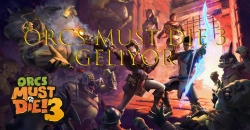 ORCS MUST DIE 3
GELİYOR
ORCS
MUST
DIE! 3